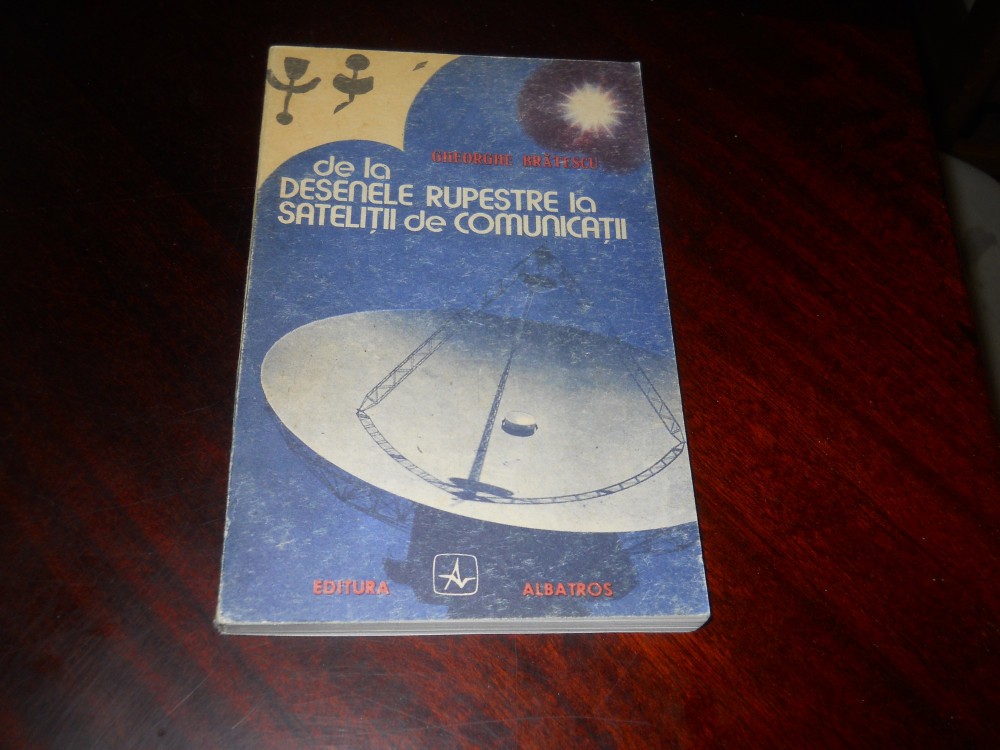 GHEORGHE BRĂTESCU
de la
DESENELE RUPESTRE la
SATELIȚII de COMUNICAȚII
EDITURA ALBATROS